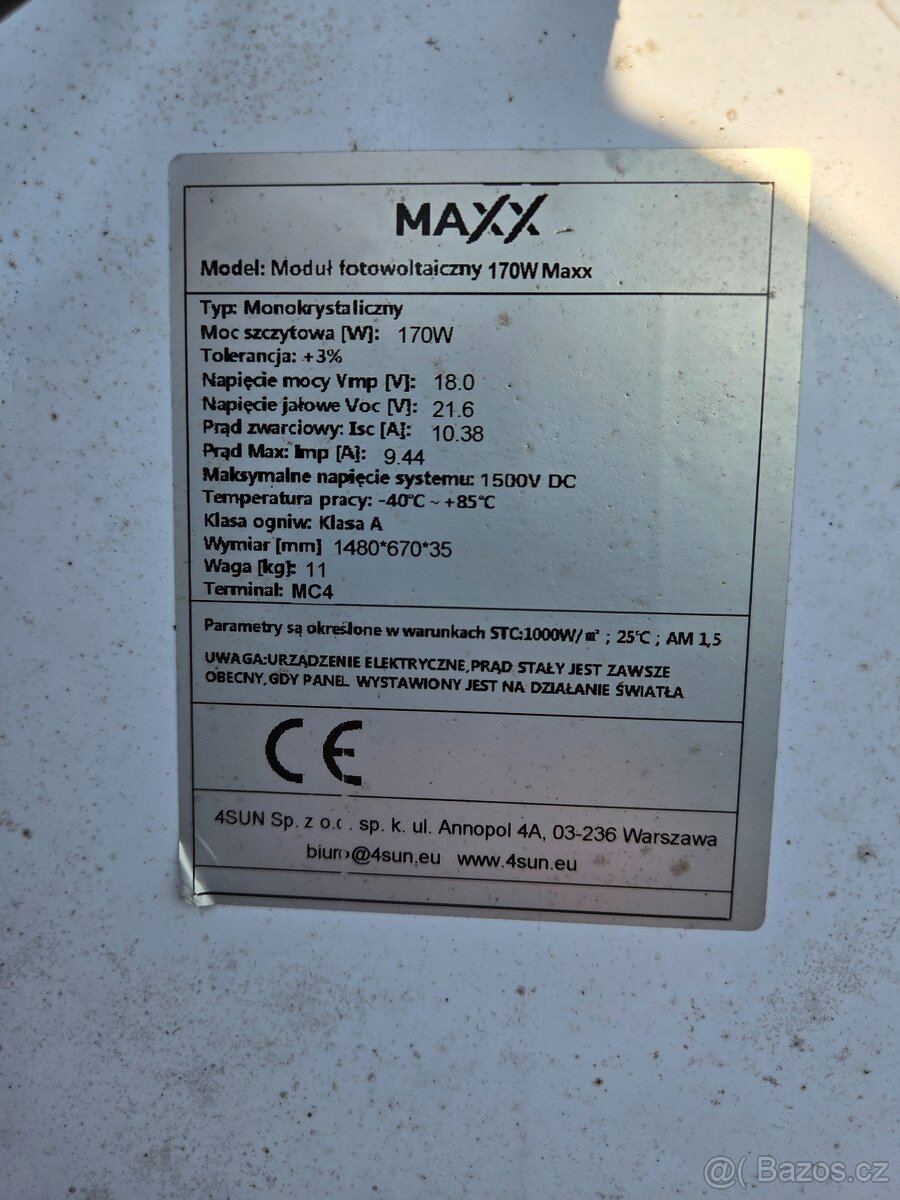 MAXX
Model: Moduł fotowoltaiczny 170W Maxx
Typ: Monokrystaliczny
Moc szczytowa [W]: 170W
Tolerancja: +3%
Napięcie mocy Vmp [V]: 18.0
Napięcie jałowe Voc [V]: 21.6
Prąd zwarciowy: Isc [A]: 10.38
Prąd Max: Imp [A]: 9.44
Maksymalne napięcie systemu: 1500V DC
Temperatura pracy: -40℃ ~ +85℃
Klasa ogniw: Klasa A
Wymiar [mm] 1480*670*35
Waga [kg]: 11
Terminal: MC4
Parametry są określone w warunkach STC:1000W/㎡ ; 25℃ ; AM 1,5
UWAGA:URZĄDZENIE ELEKTRYCZNE,PRĄD STAŁY JEST ZAWSZE
OBECNY,GDY PANEL WYSTAWIONY JEST NA DZIAŁANIE ŚWIATŁA
CE
4SUN Sp. z o.o. sp. k. ul. Annopol 4A, 03-236 Warszawa
biuro@4sun.eu www.4sun.eu
@( Bazos.cz